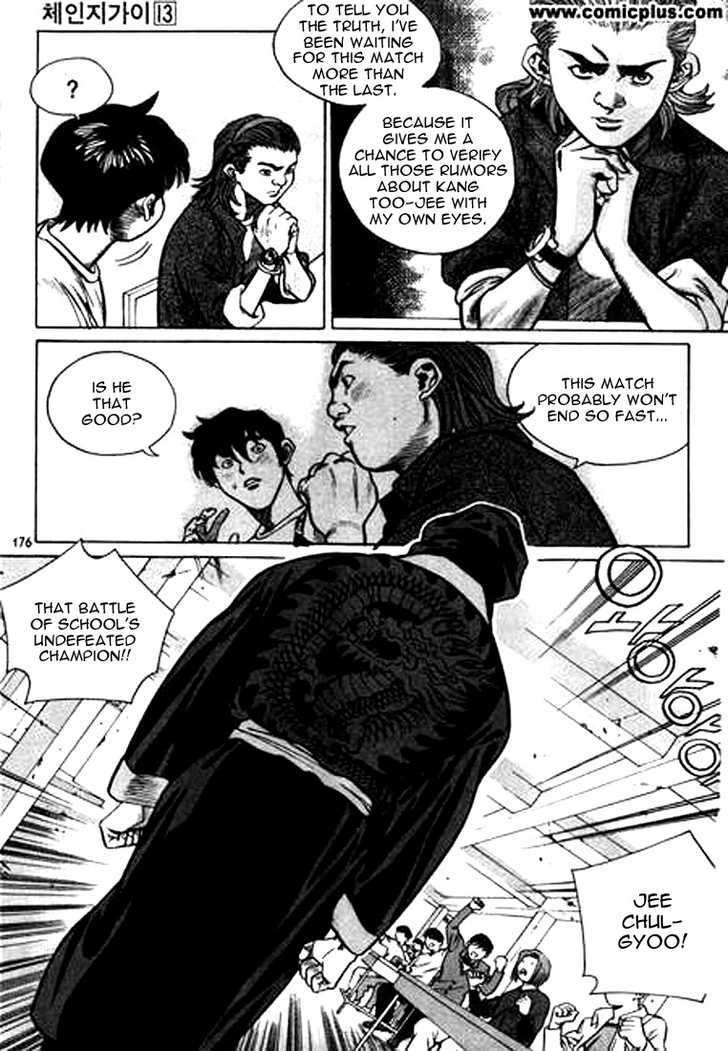 체인지가이 13
www.comicplus.com
?
TO TELL YOU
THE TRUTH, I'VE
BEEN WAITING
FOR THIS MATCH
MORE THAN
THE LAST.
BECAUSE IT
GIVES ME A
CHANCE TO VERIFY
ALL THOSE RUMORS
ABOUT KANG
TOO-JEE WITH
MY OWN EYES.
IS HE
THAT
GOOD?
THIS MATCH
PROBABLY WON'T
END SO FAST...
176
THAT BATTLE
OF SCHOOL'S
UNDEFEATED
CHAMPION!!
JEE
CHUL-
GYOO!